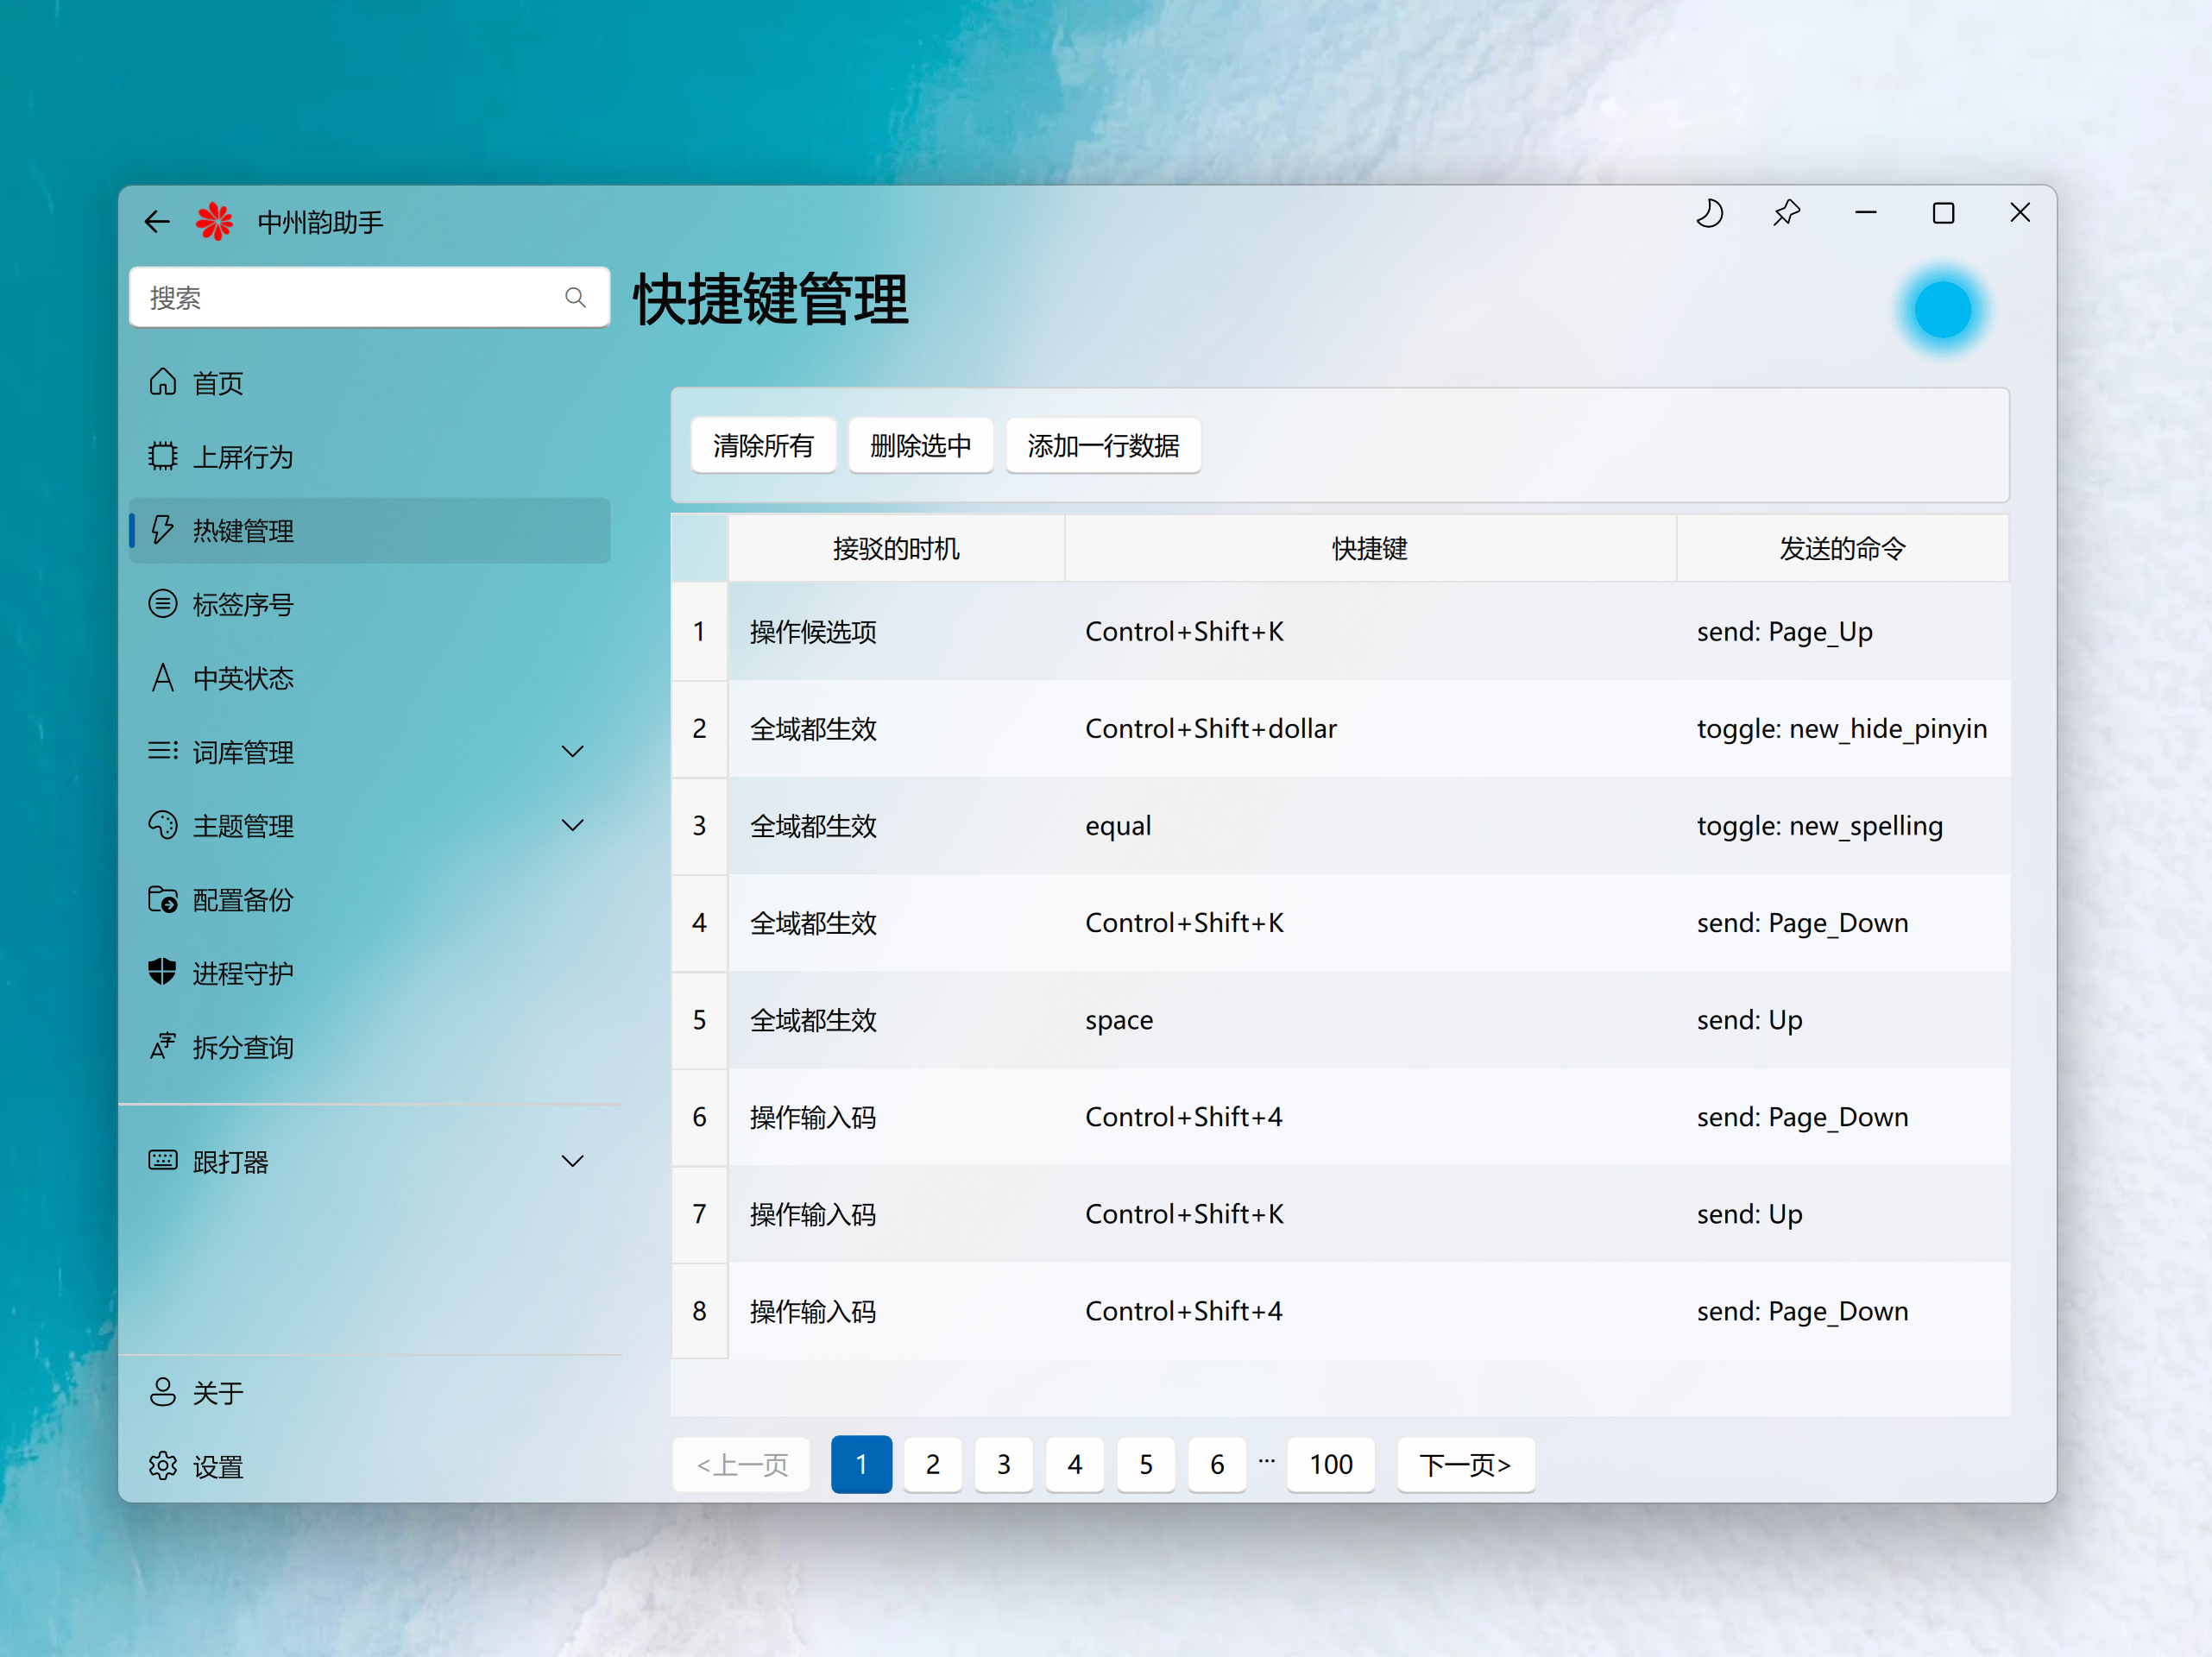 中州韵助手
搜索
快捷键管理
首页
上屏行为
热键管理
标签序号
中英状态
词库管理
主题管理
配置备份
进程守护
拆分查询
跟打器
关于
设置
清除所有 删除选中 添加一行数据
接驳的时机 快捷键 发送的命令
1 操作候选项 Control+Shift+K send: Page_Up
2 全域都生效 Control+Shift+dollar toggle: new_hide_pinyin
3 全域都生效 equal toggle: new_spelling
4 全域都生效 Control+Shift+K send: Page_Down
5 全域都生效 space send: Up
6 操作输入码 Control+Shift+4 send: Page_Down
7 操作输入码 Control+Shift+K send: Up
8 操作输入码 Control+Shift+4 send: Page_Down
<上一页 1 2 3 4 5 6 ... 100 下一页>